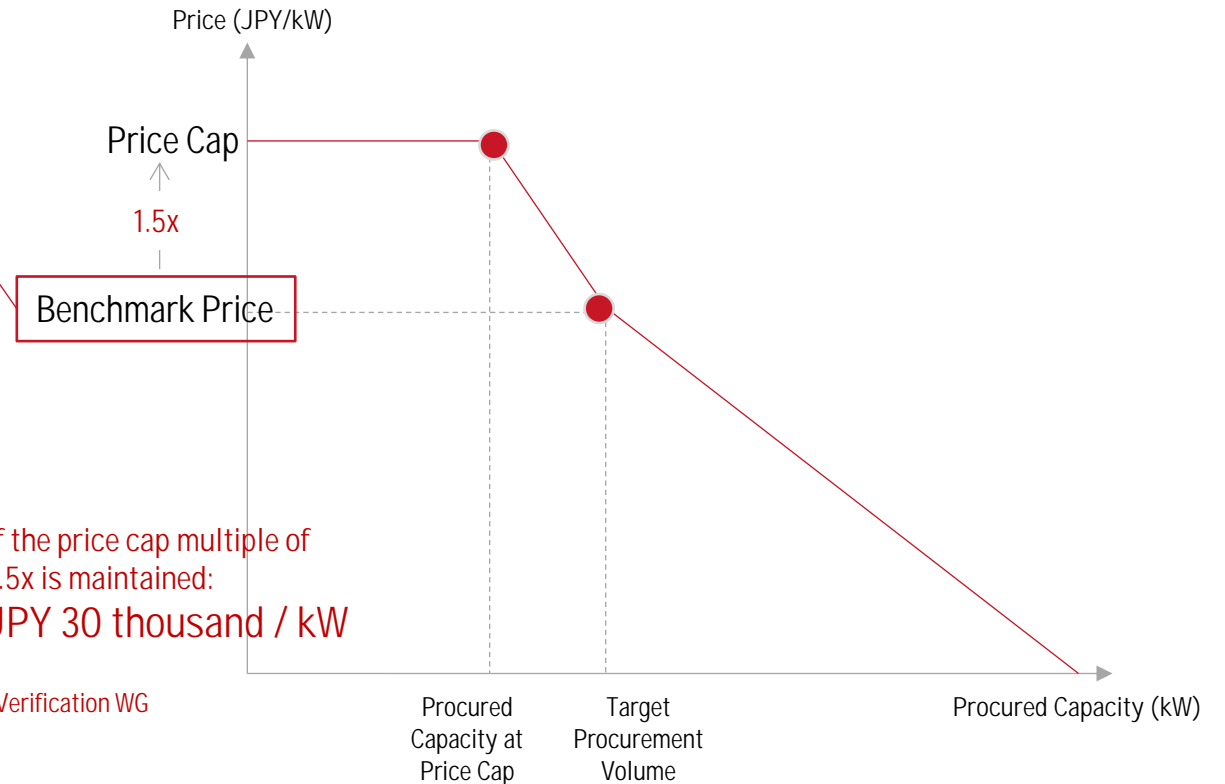 Price (JPY/kW)
Price Cap
1.5x
Benchmark Price
the price cap multiple of
.5x is maintained:
JPY 30 thousand / kW
Verification WG
Procured
Capacity at
Price Cap
Target
Procurement
Volume
Procured Capacity (kW)